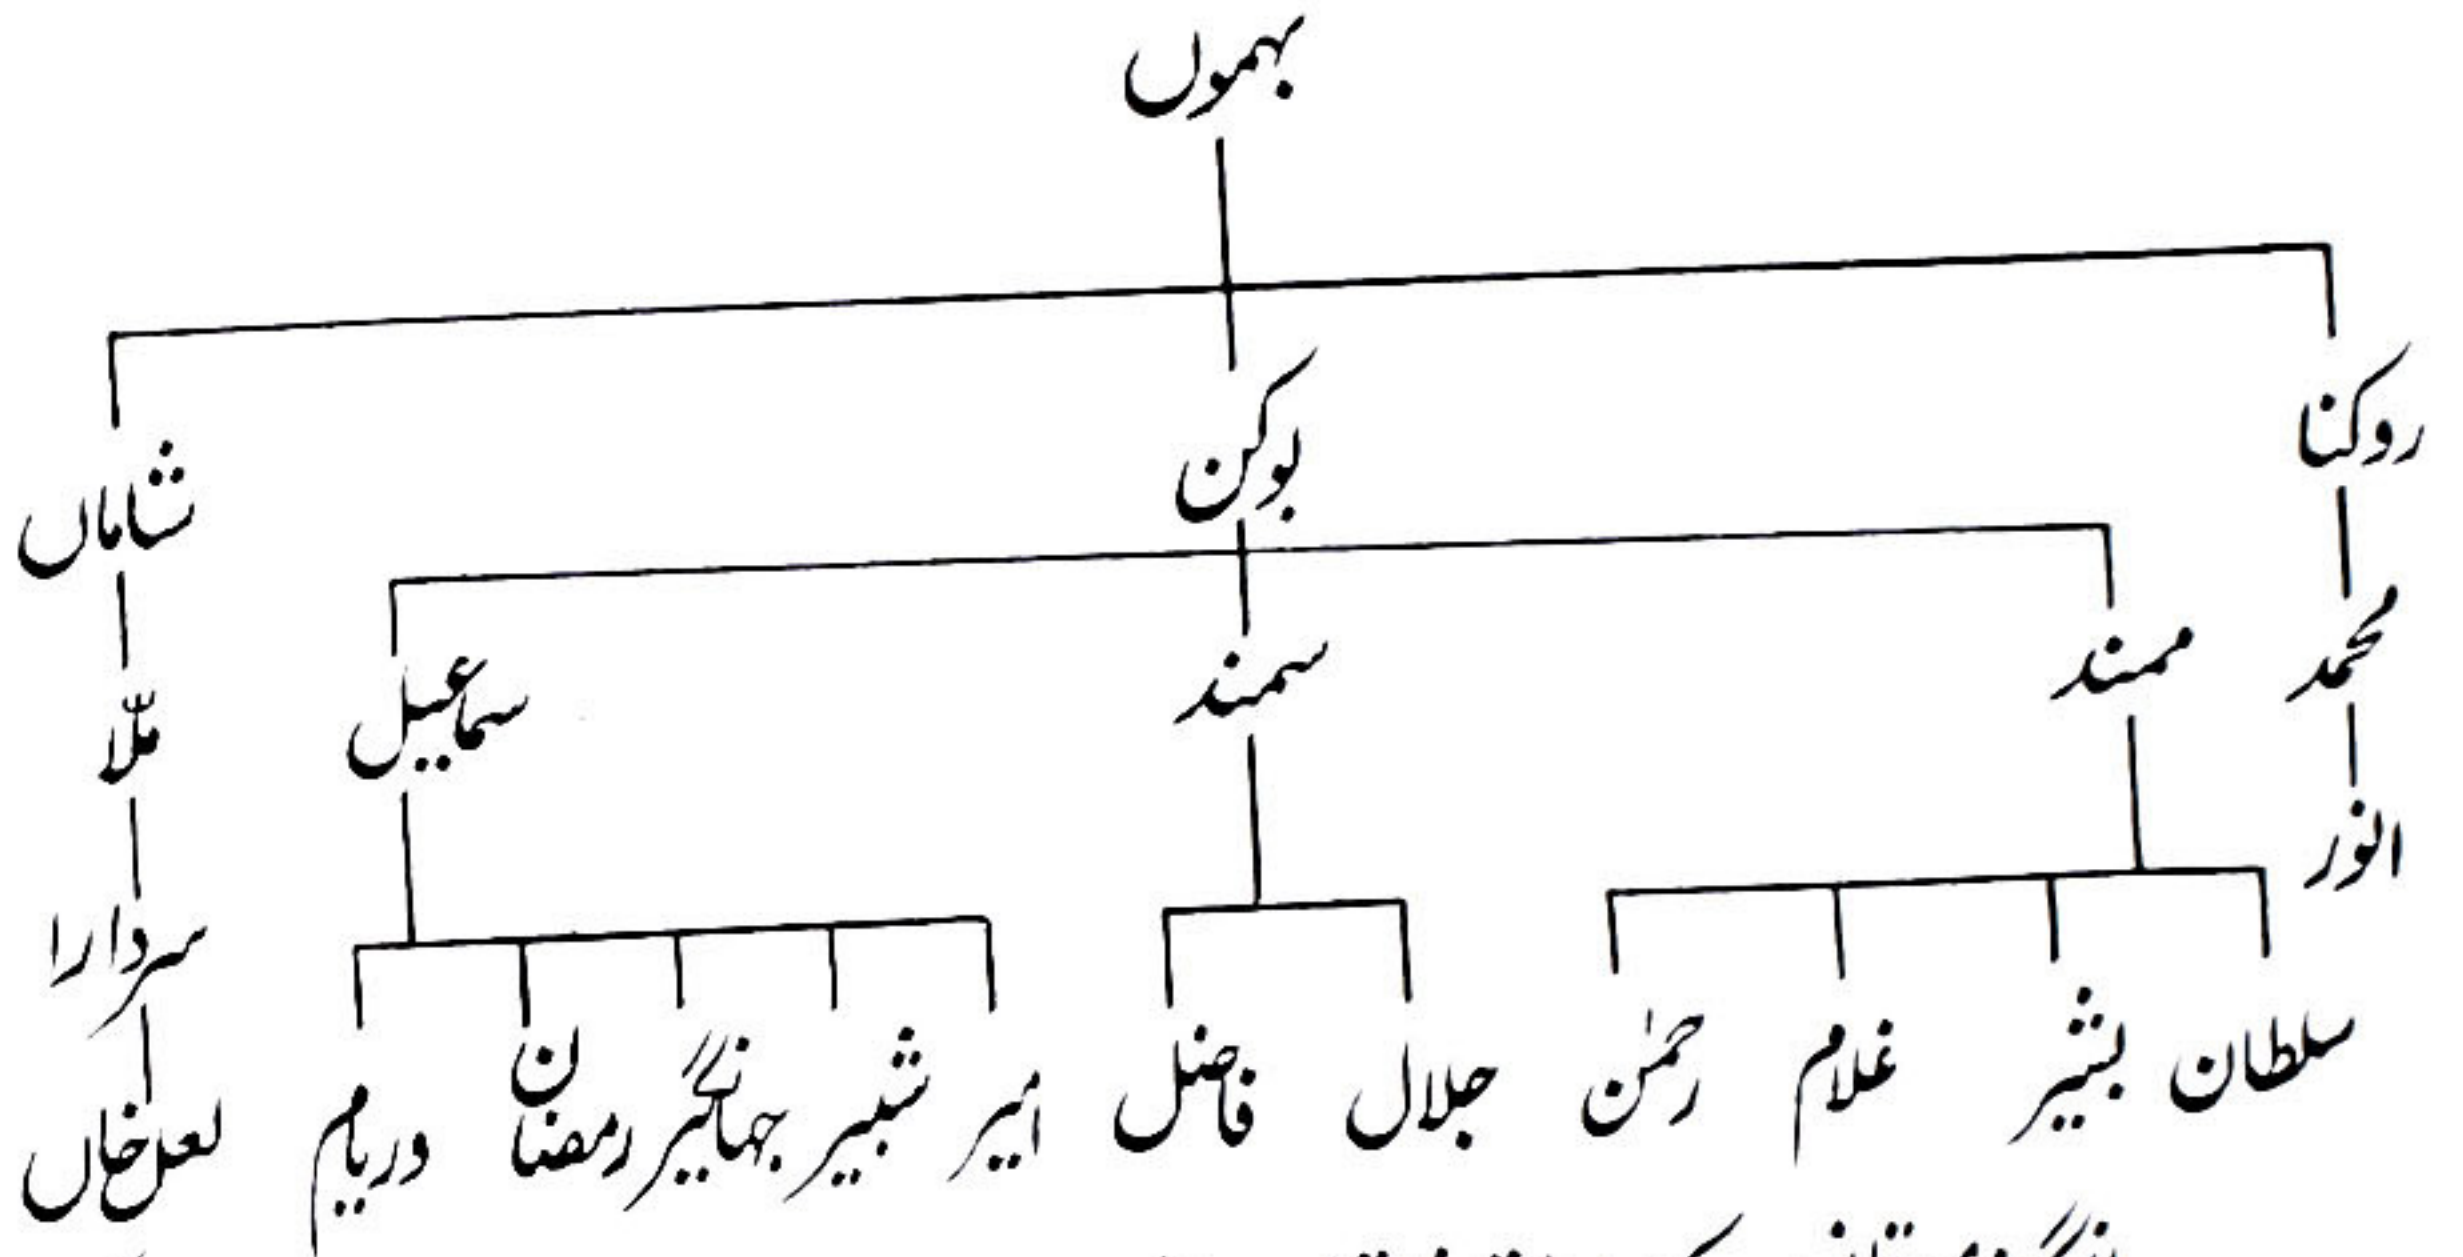 بہموں
روکنا بوکن شاماں
محمد ممند سمند سماعیل ملّا
انور سردارا
سلطان بشیر غلام رحمٰن جلال فاضل امیر شبیر جہانگیر رمضان دریام لعل خاں